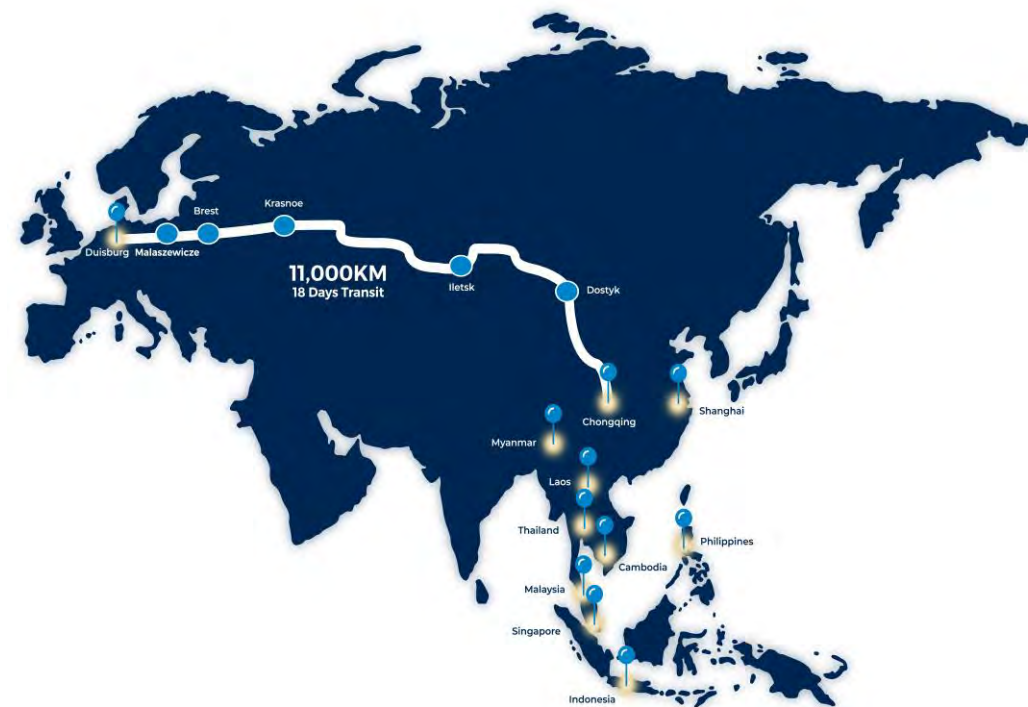 Krasnoe
Brest
Duisburg
Malaszewicze
11,000KM
18 Days Transit
Iletsk
Dostyk
Chongqing
Shanghai
Myanmar
Laos
Thailand
Philippines
Cambodia
Malaysia
Singapore
Indonesia